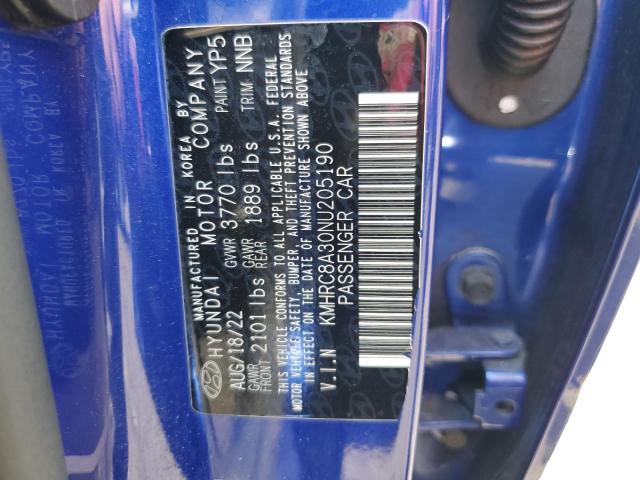 MANUFACTURED IN KOREA BY
HYUNDAI MOTOR COMPANY
AUG/18/22 GVWR 3770 lbs PAINT YP5
GAWR FRONT 2101 lbs GAWR REAR 1889 lbs TRIM NNB
THIS VEHICLE CONFORMS TO ALL APPLICABLE U.S.A. FEDERAL
MOTOR VEHICLE SAFETY, BUMPER, AND THEFT PREVENTION STANDARDS
IN EFFECT ON THE DATE OF MANUFACTURE SHOWN ABOVE
V.I.N KMHRC8A30NU205190
PASSENGER CAR